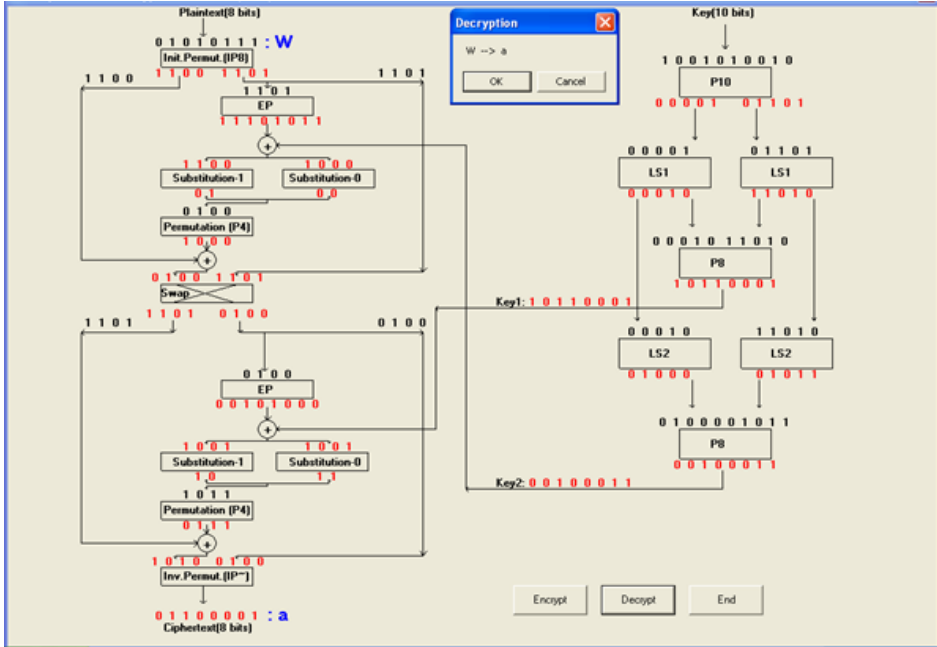 Plaintext(8 bits)
0 1 0 1 0 1 1 1 : W
Init.Permut.(IP8)
1 1 0 0 1 1 0 1
1 1 0 0
1 1 0 1
1 1 0 1
EP
1 1 1 0 1 0 1 1
+
1 1 0 0
1 0 0 0
Substitution-1
Substitution-0
0 1
0 0
0 1 0 0
Permutation (P4)
1 0 0 0
+
0 1 0 0 1 1 0 1
Swap
1 1 0 1 0 1 0 0
1 1 0 1
0 1 0 0
0 1 0 0
EP
0 0 1 0 1 0 0 0
+
1 0 0 1
1 0 0 1
Substitution-1
Substitution-0
1 0
1 1
1 0 1 1
Permutation (P4)
0 1 1 1
+
1 0 1 0 0 1 0 0
Inv.Permut.(IP~)
0 1 1 0 0 0 0 1 : a
Ciphertext(8 bits)
Decryption
W --> a
OK
Cancel
Key(10 bits)
1 0 0 1 0 1 0 0 1 0
P10
0 0 0 0 1 0 1 1 0 1
0 0 0 0 1
0 1 1 0 1
LS1
LS1
0 0 0 1 0
1 1 0 1 0
0 0 0 1 0 1 1 0 1 0
P8
1 0 1 1 0 0 0 1
Key1: 1 0 1 1 0 0 0 1
0 0 0 1 0
1 1 0 1 0
LS2
LS2
0 1 0 0 0
0 1 0 1 1
0 1 0 0 0 0 1 0 1 1
P8
0 0 1 0 0 0 1 1
Key2: 0 0 1 0 0 0 1 1
Encrypt
Decrypt
End